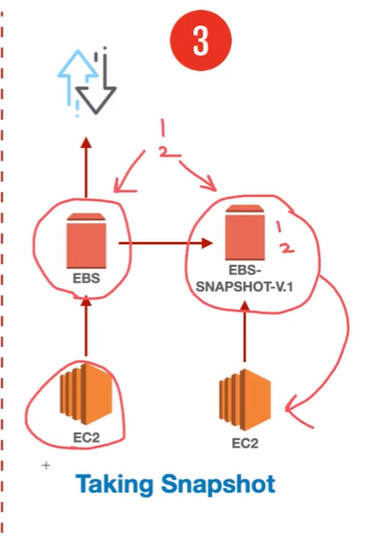 3
1
2
EBS
EBS-
SNAPSHOT-V.1
1
2
EC2
EC2
Taking Snapshot